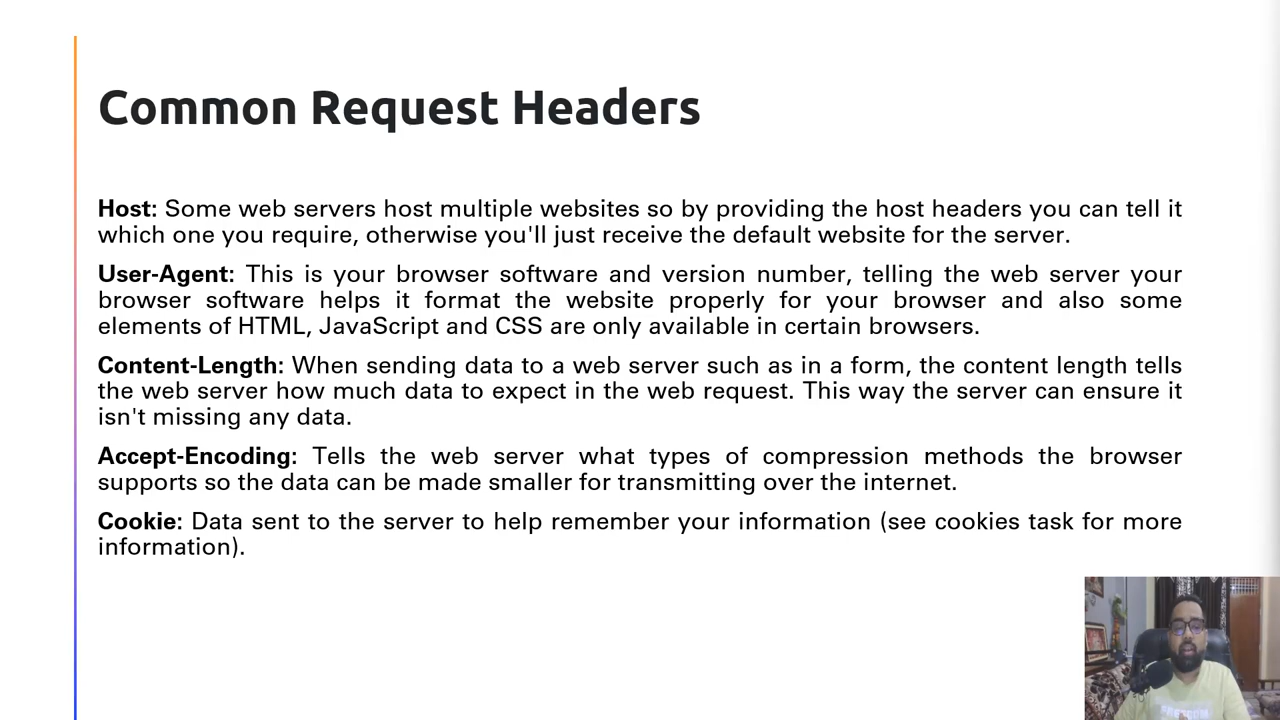 Common Request Headers
Host: Some web servers host multiple websites so by providing the host headers you can tell it
which one you require, otherwise you'll just receive the default website for the server.
User-Agent: This is your browser software and version number, telling the web server your
browser software helps it format the website properly for your browser and also some
elements of HTML, JavaScript and CSS are only available in certain browsers.
Content-Length: When sending data to a web server such as in a form, the content length tells
the web server how much data to expect in the web request. This way the server can ensure it
isn't missing any data.
Accept-Encoding: Tells the web server what types of compression methods the browser
supports so the data can be made smaller for transmitting over the internet.
Cookie: Data sent to the server to help remember your information (see cookies task for more
information).